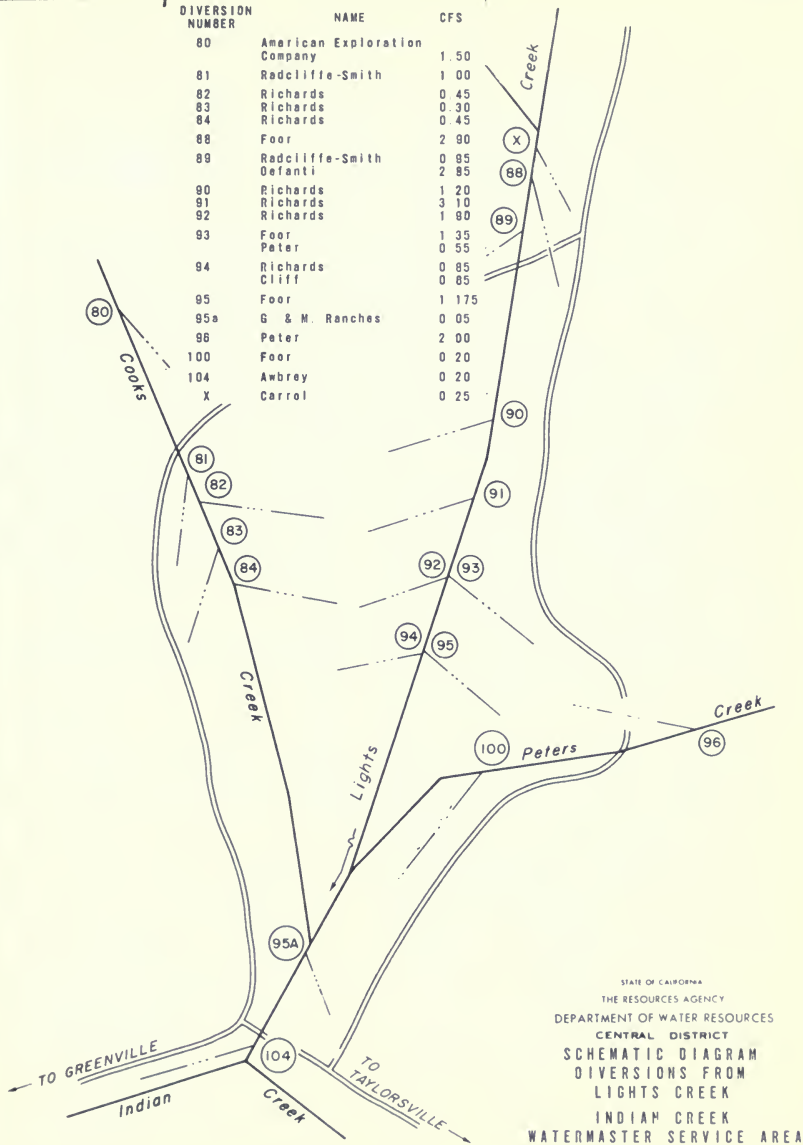 DIVERSION NUMBER NAME CFS
80 American Exploration
Company 1.50
81 Radcliffe-Smith 1 00
82 Richards 0.45
83 Richards 0.30
84 Richards 0.45
88 Foor 2 90
89 Radcliffe-Smith 0 95
Defanti 2 85
90 Richards 1 20
91 Richards 3 10
92 Richards 1 90
93 Foor 1 35
Peter 0 55
94 Richards 0 85
Cliff 0 85
95 Foor 1 175
95a G & M. Ranches 0 05
96 Peter 2 00
100 Foor 0 20
104 Awbrey 0 20
X Carrol 0 25
Creek
X
88
89
80
Cooks
90
81
82
91
83
84
92
93
94
95
Creek
Lights
Creek
96
100
Peters
95A
104
TO GREENVILLE
TO TAYLORSVILLE
Indian
Creek
STATE OF CALIFORNIA
THE RESOURCES AGENCY
DEPARTMENT OF WATER RESOURCES
CENTRAL DISTRICT
SCHEMATIC DIAGRAM
DIVERSIONS FROM
LIGHTS CREEK
INDIAN CREEK
WATERMASTER SERVICE AREA